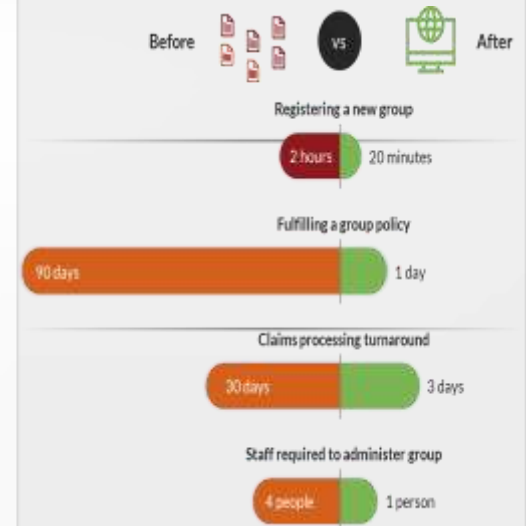 Before vs After
Registering a new group
2 hours 20 minutes
Fulfilling a group policy
90 days 1 day
Claims processing turnaround
30 days 3 days
Staff required to administer group
4 people 1 person